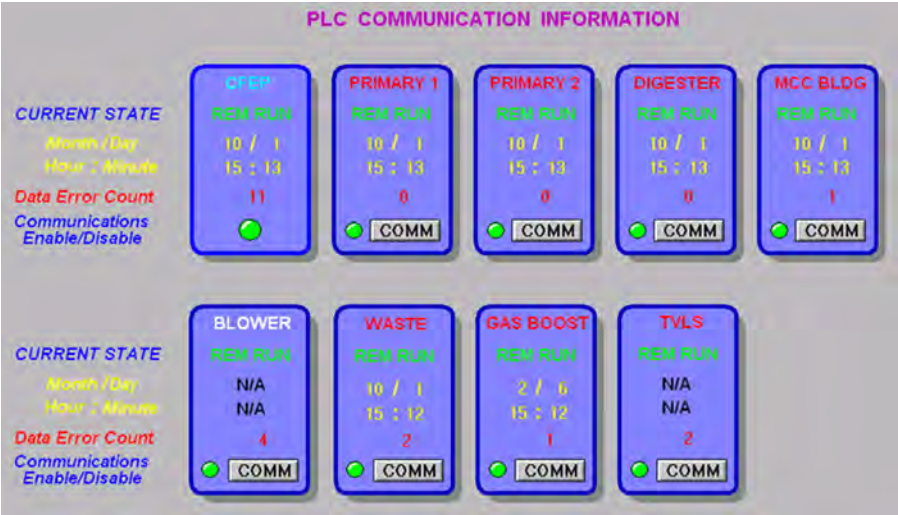 PLC COMMUNICATION INFORMATION
PRIMARY 1 PRIMARY 2 DIGESTER MCC BLDG
CURRENT STATE REM RUN REM RUN REM RUN REM RUN REM RUN
Month / Day 10 / 1 10 / 1 10 / 1 10 / 1 10 / 1
Hour : Minute 15 : 13 15 : 13 15 : 13 15 : 13 15 : 13
Data Error Count 11 0 0 0 1
Communications
Enable/Disable COMM COMM COMM COMM
BLOWER WASTE GAS BOOST TVLS
CURRENT STATE REM RUN REM RUN REM RUN REM RUN
Month / Day N/A 10 / 1 2 / 6 N/A
Hour : Minute N/A 15 : 12 15 : 12 N/A
Data Error Count 4 2 1 2
Communications
Enable/Disable COMM COMM COMM COMM